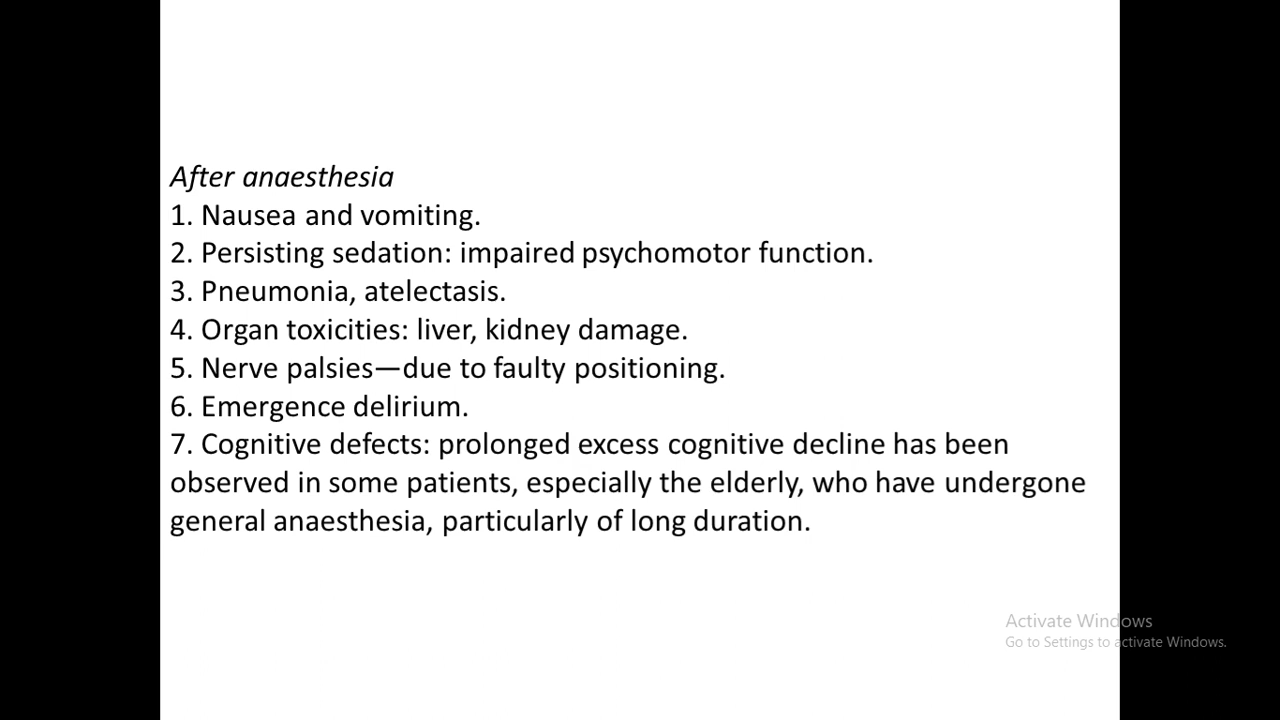 After anaesthesia
1. Nausea and vomiting.
2. Persisting sedation: impaired psychomotor function.
3. Pneumonia, atelectasis.
4. Organ toxicities: liver, kidney damage.
5. Nerve palsies—due to faulty positioning.
6. Emergence delirium.
7. Cognitive defects: prolonged excess cognitive decline has been
observed in some patients, especially the elderly, who have undergone
general anaesthesia, particularly of long duration.
Activate Windows
Go to Settings to activate Windows.